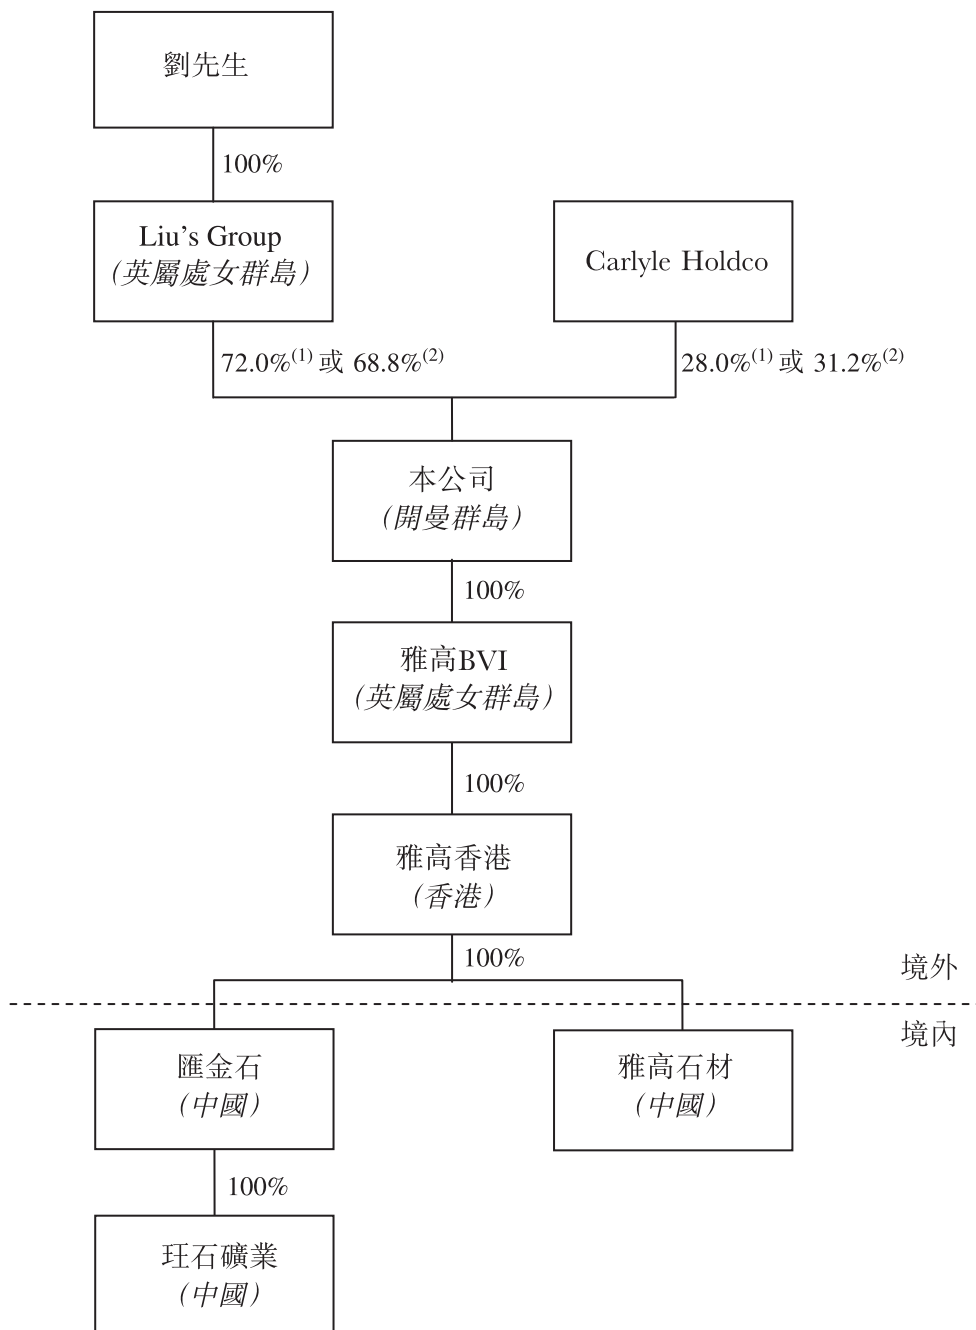 劉先生
100%
Liu's Group
(英屬處女群島)
Carlyle Holdco
72.0%(1) 或 68.8%(2)
28.0%(1) 或 31.2%(2)
本公司
(開曼群島)
100%
雅高BVI
(英屬處女群島)
100%
雅高香港
(香港)
100%
境外
境內
匯金石
(中國)
雅高石材
(中國)
100%
玨石礦業
(中國)